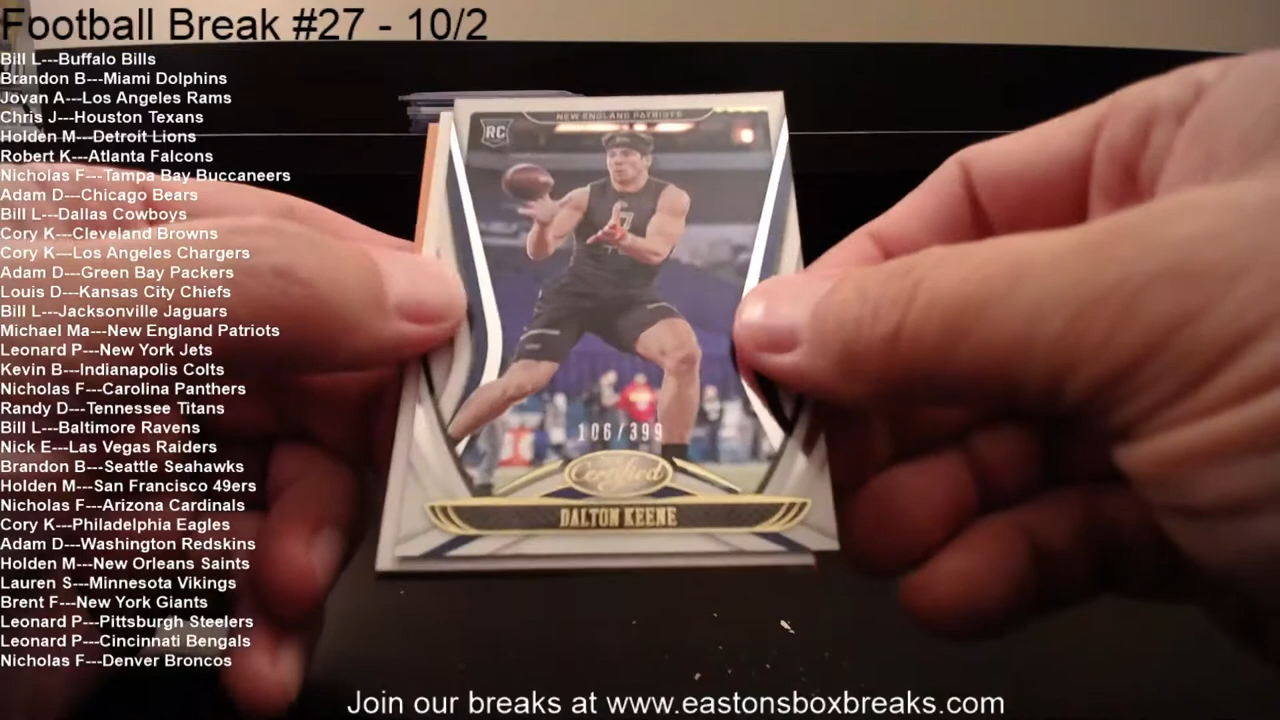 Football Break #27 - 10/2
Bill L---Buffalo Bills
Brandon B---Miami Dolphins
Jovan A---Los Angeles Rams
Chris J---Houston Texans
Holden M---Detroit Lions
Robert K---Atlanta Falcons
Nicholas F---Tampa Bay Buccaneers
Adam D---Chicago Bears
Bill L---Dallas Cowboys
Cory K---Cleveland Browns
Cory K---Los Angeles Chargers
Adam D---Green Bay Packers
Louis D---Kansas City Chiefs
Bill L---Jacksonville Jaguars
Michael Ma---New England Patriots
Leonard P---New York Jets
Kevin B---Indianapolis Colts
Nicholas F---Carolina Panthers
Randy D---Tennessee Titans
Bill L---Baltimore Ravens
Nick E---Las Vegas Raiders
Brandon B---Seattle Seahawks
Holden M---San Francisco 49ers
Nicholas F---Arizona Cardinals
Cory K---Philadelphia Eagles
Adam D---Washington Redskins
Holden M---New Orleans Saints
Lauren S---Minnesota Vikings
Brent F---New York Giants
Leonard P---Pittsburgh Steelers
Leonard P---Cincinnati Bengals
Nicholas F---Denver Broncos
NEW ENGLAND PATRIOTS
RC
106/399
Certified
DALTON KEENE
Join our breaks at www.eastonsboxbreaks.com